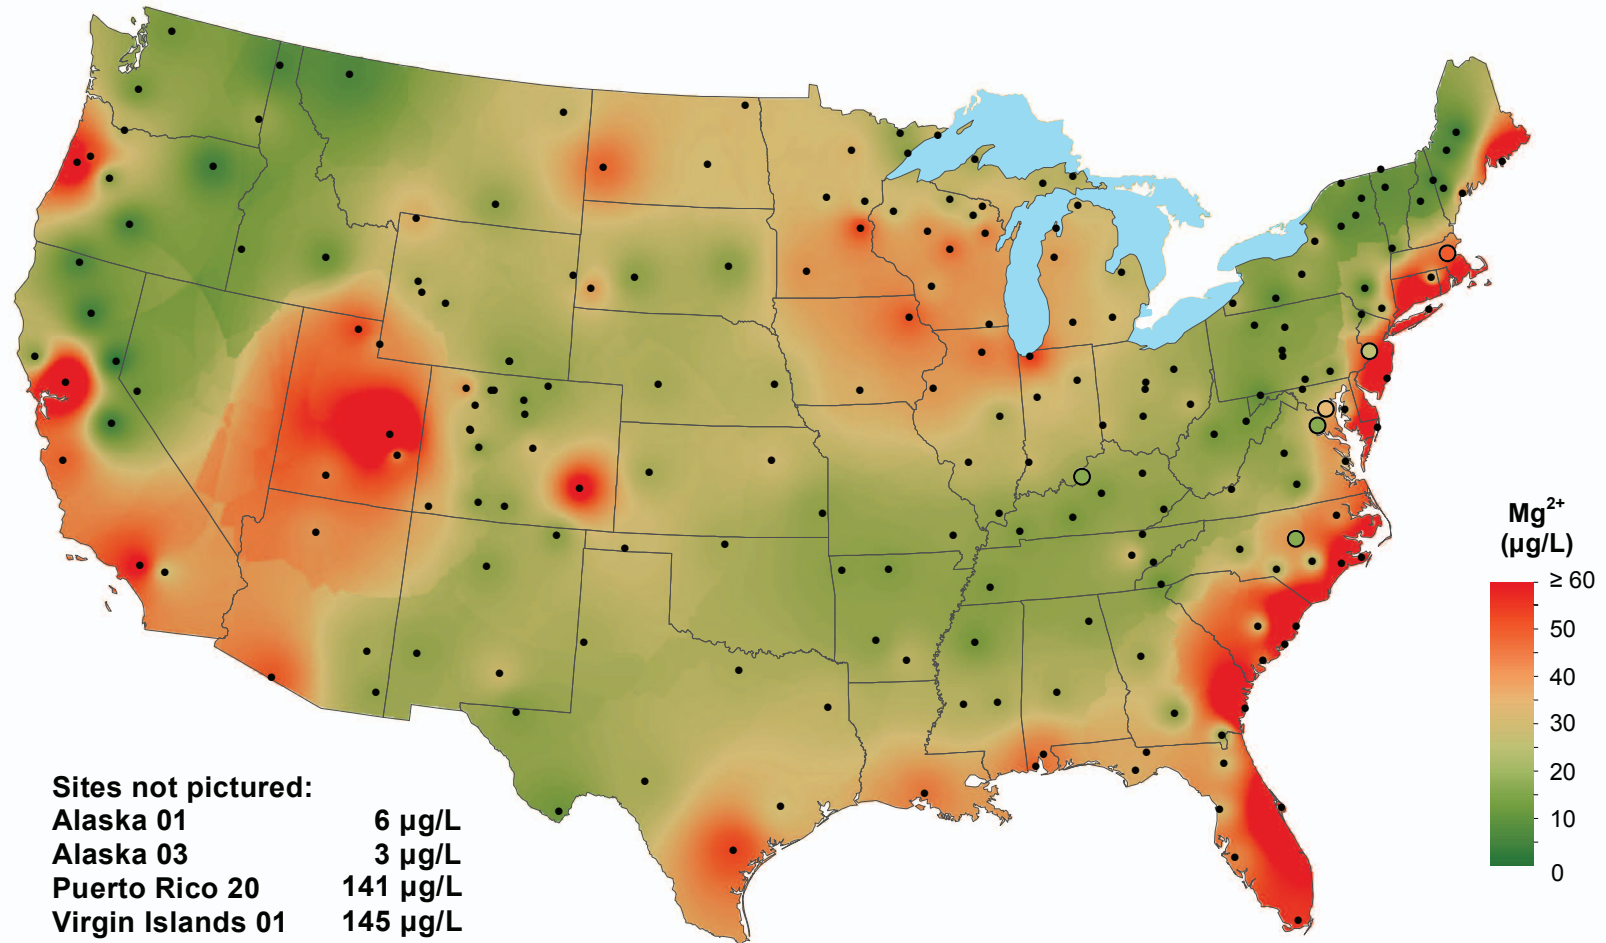 Mg2+
(µg/L)
≥ 60
50
40
30
20
10
0
Sites not pictured:
Alaska 01 6 µg/L
Alaska 03 3 µg/L
Puerto Rico 20 141 µg/L
Virgin Islands 01 145 µg/L